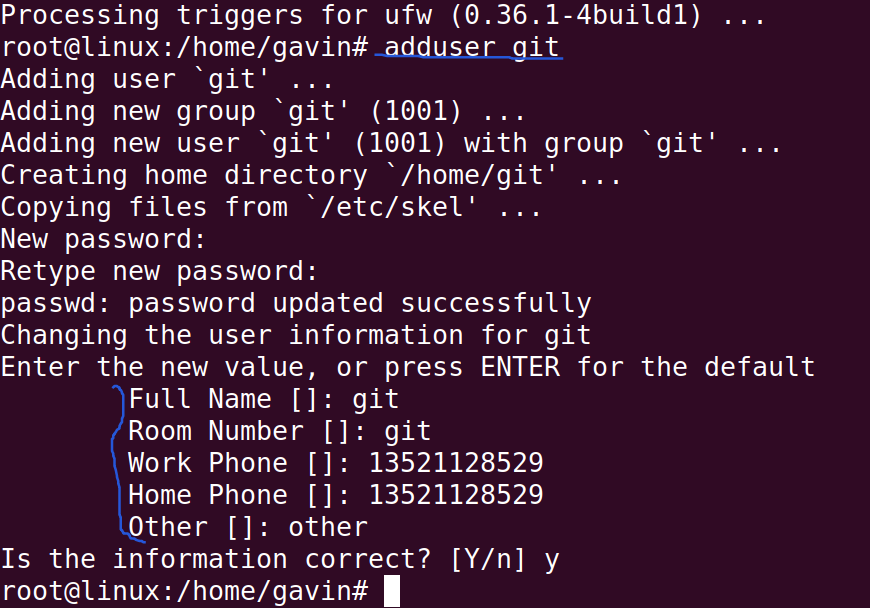 Processing triggers for ufw (0.36.1-4build1) ...
root@linux:/home/gavin# adduser git
Adding user `git' ...
Adding new group `git' (1001) ...
Adding new user `git' (1001) with group `git' ...
Creating home directory `/home/git' ...
Copying files from `/etc/skel' ...
New password:
Retype new password:
passwd: password updated successfully
Changing the user information for git
Enter the new value, or press ENTER for the default
Full Name []: git
Room Number []: git
Work Phone []: 13521128529
Home Phone []: 13521128529
Other []: other
Is the information correct? [Y/n] y
root@linux:/home/gavin#